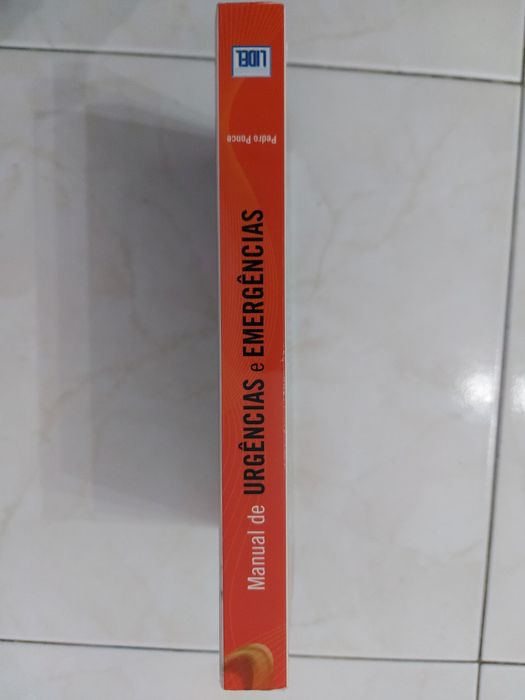 LIDEL
Pedro Ponce
Manual de URGÊNCIAS e EMERGÊNCIAS